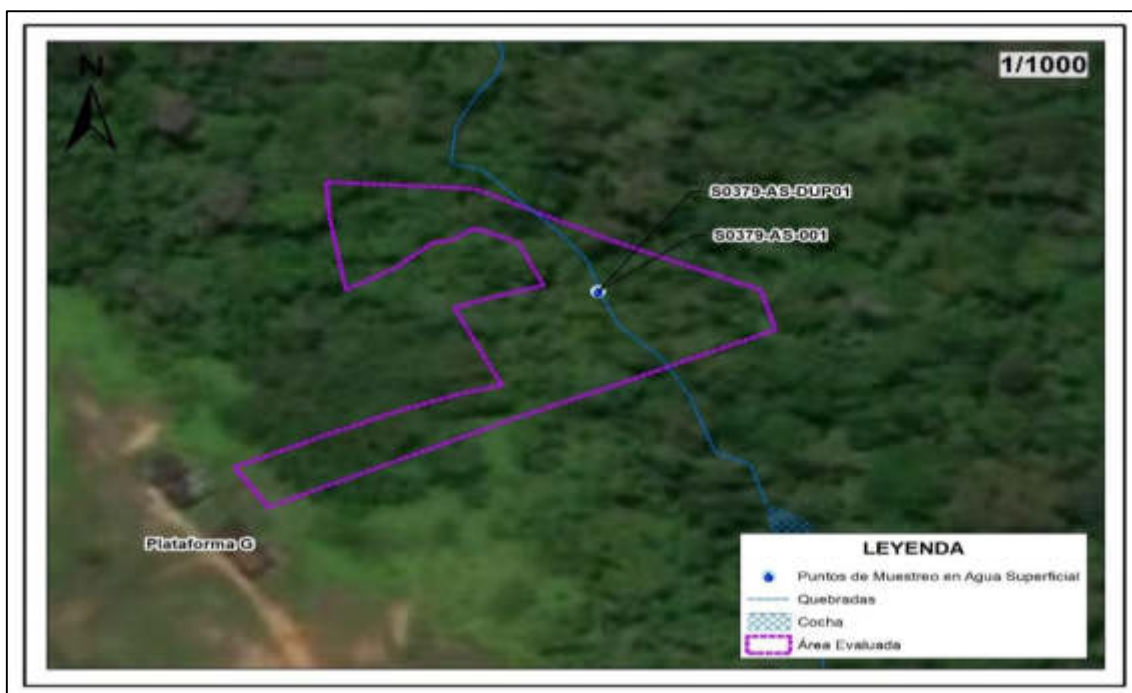 N
1/1000
S0379-AS-DUP01
S0379-AS-001
Plataforma G
LEYENDA
Puntos de Muestreo en Agua Superficial
Quebradas
Cocha
Área Evaluada